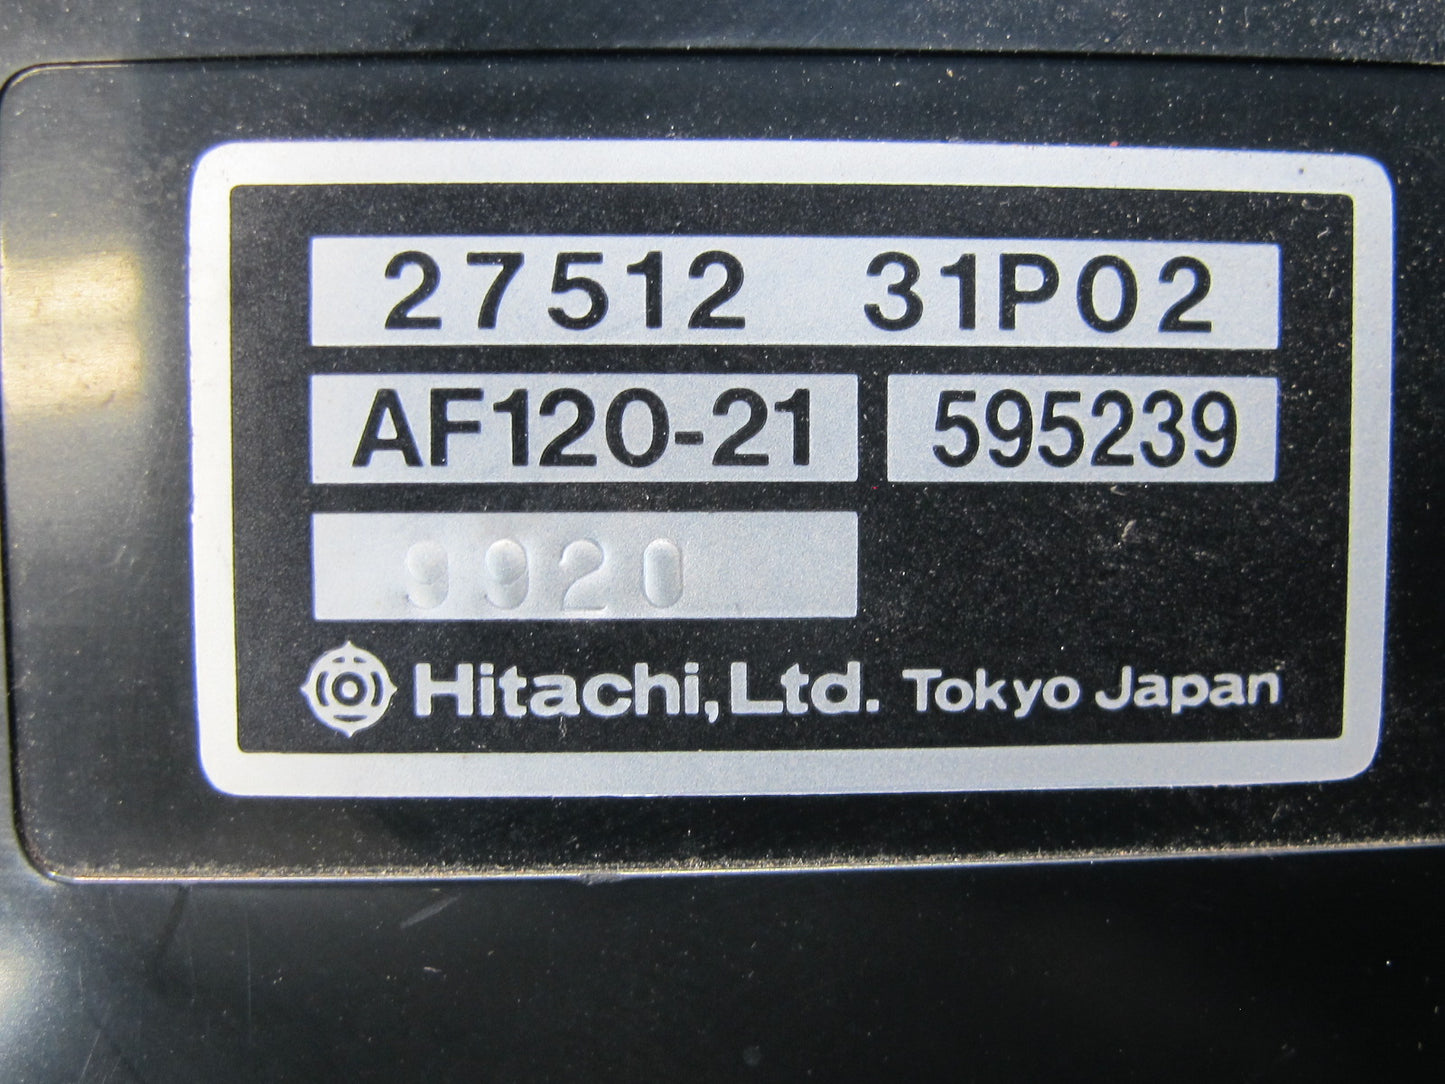 27512 31P02
AF120-21 595239
9920
Hitachi, Ltd. Tokyo Japan